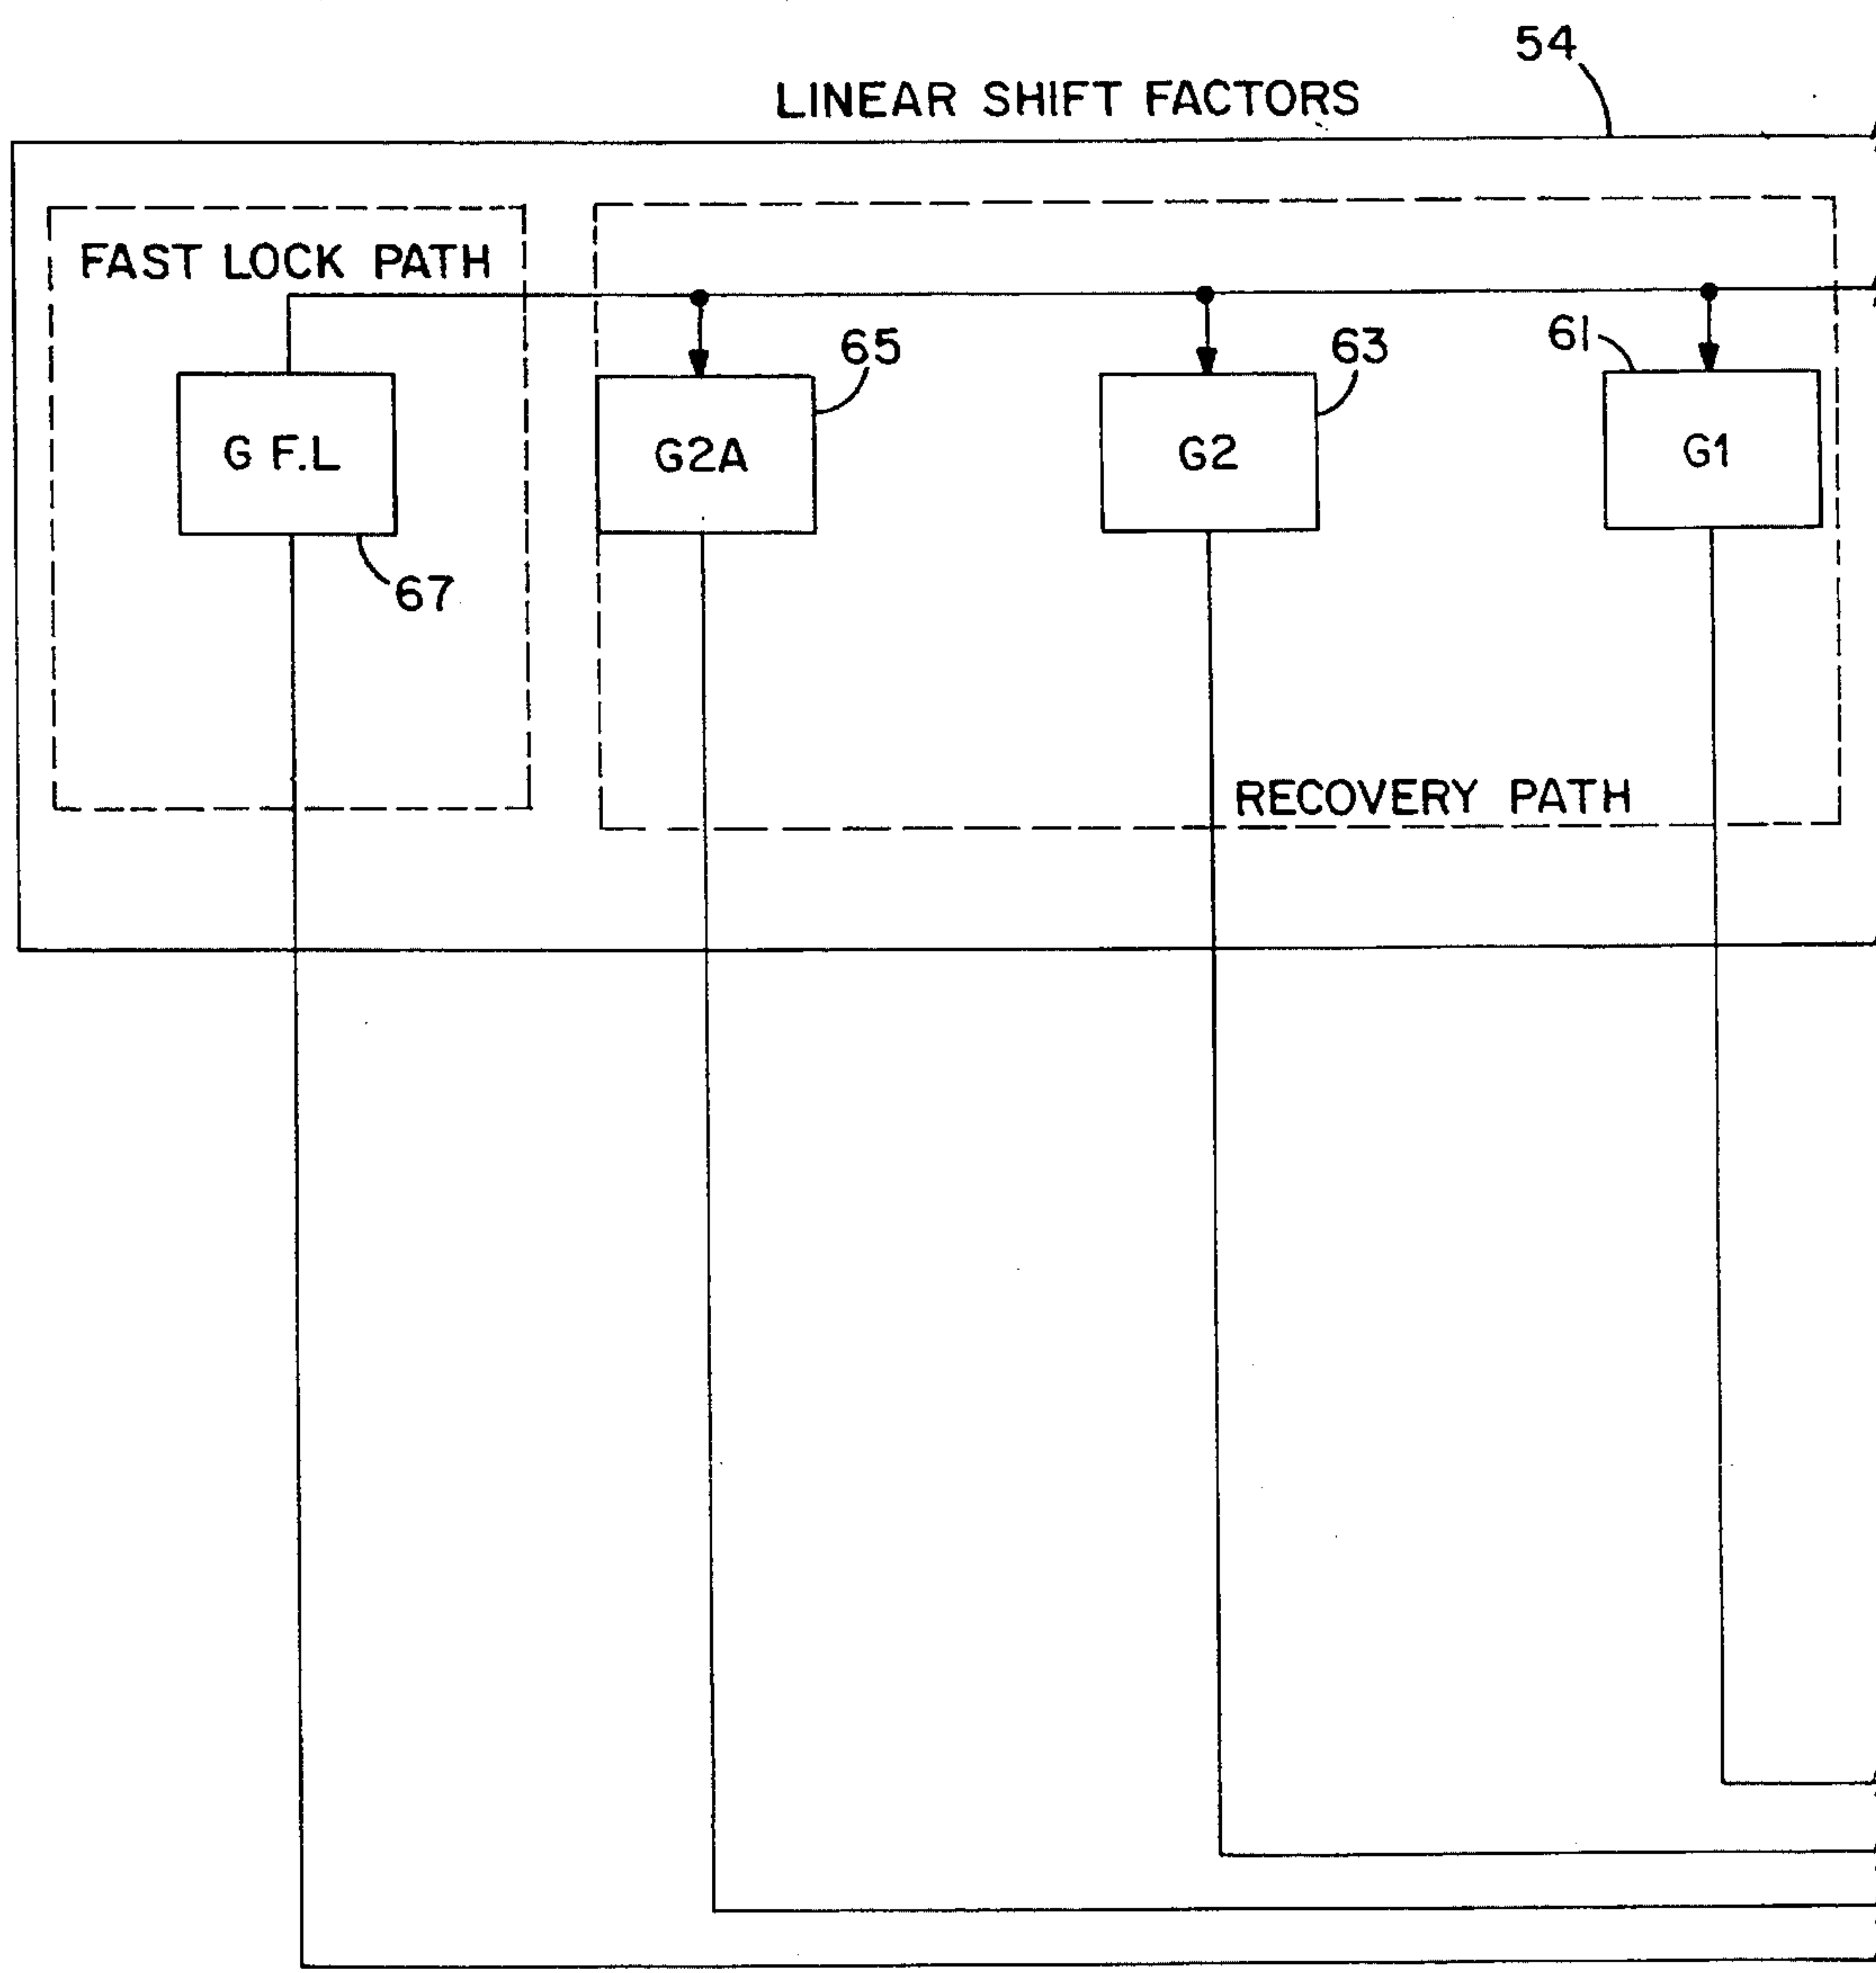 54
LINEAR SHIFT FACTORS
FAST LOCK PATH
65
63
61
G F.L
G2A
G2
G1
67
RECOVERY PATH